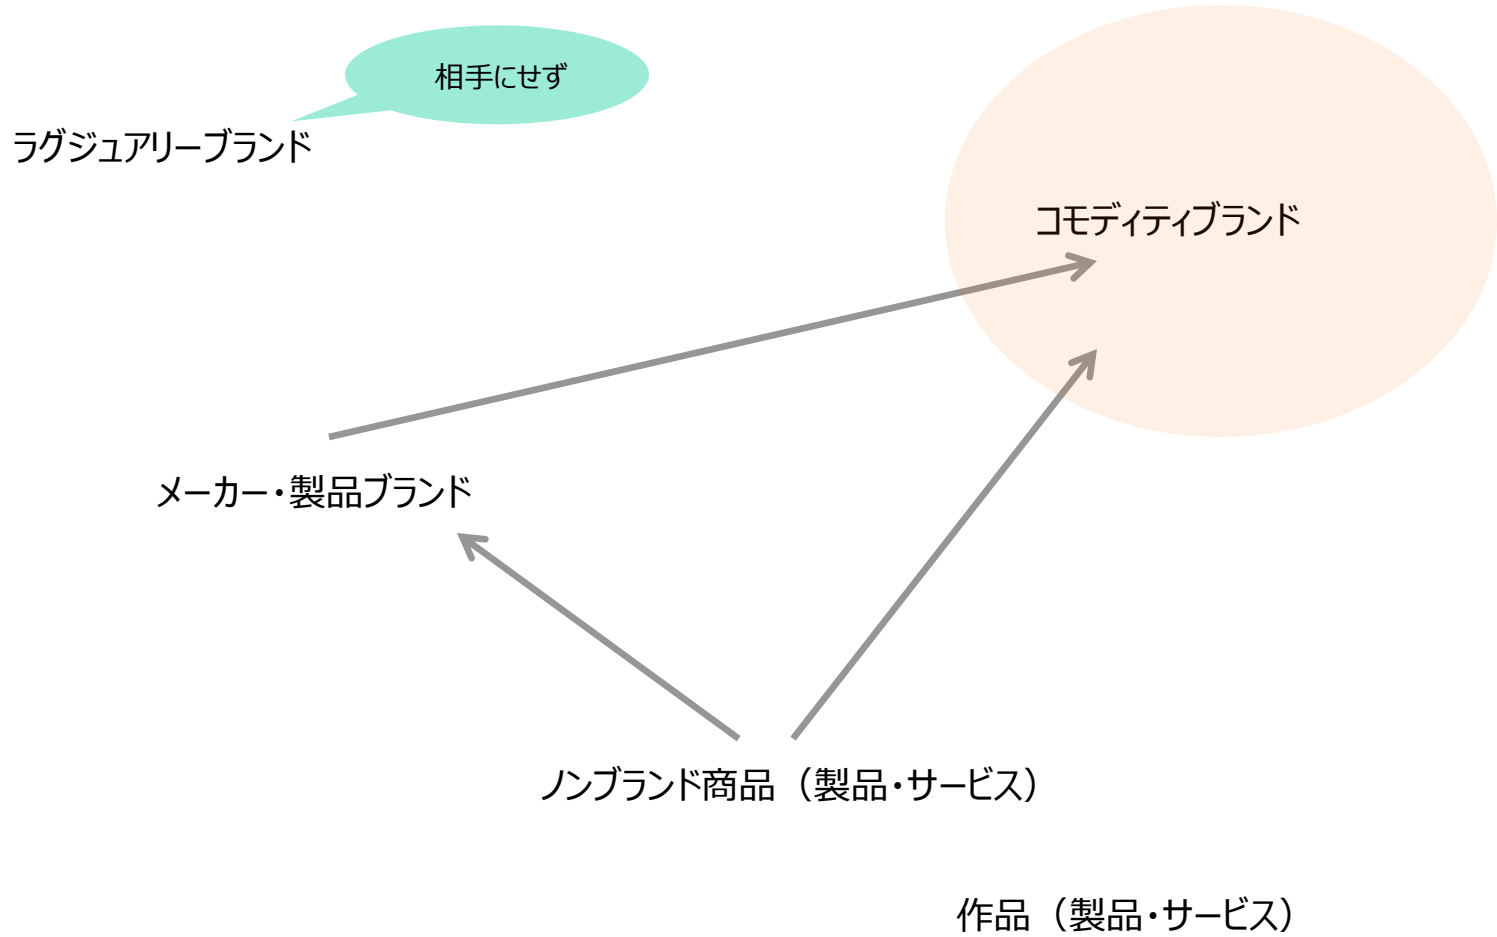 相手にせず
ラグジュアリーブランド
コモディティブランド
メーカー・製品ブランド
ノンブランド商品（製品・サービス）
作品（製品・サービス）